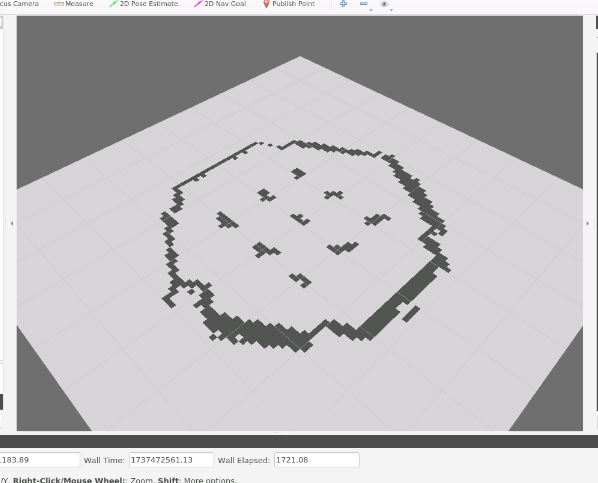 cus Camera Measure 2D Pose Estimate 2D Nav Goal Publish Point
183.89 Wall Time: 1737472561.13 Wall Elapsed: 1721.08
/Y. Right-Click/Mouse Wheel:: Zoom. Shift: More options.